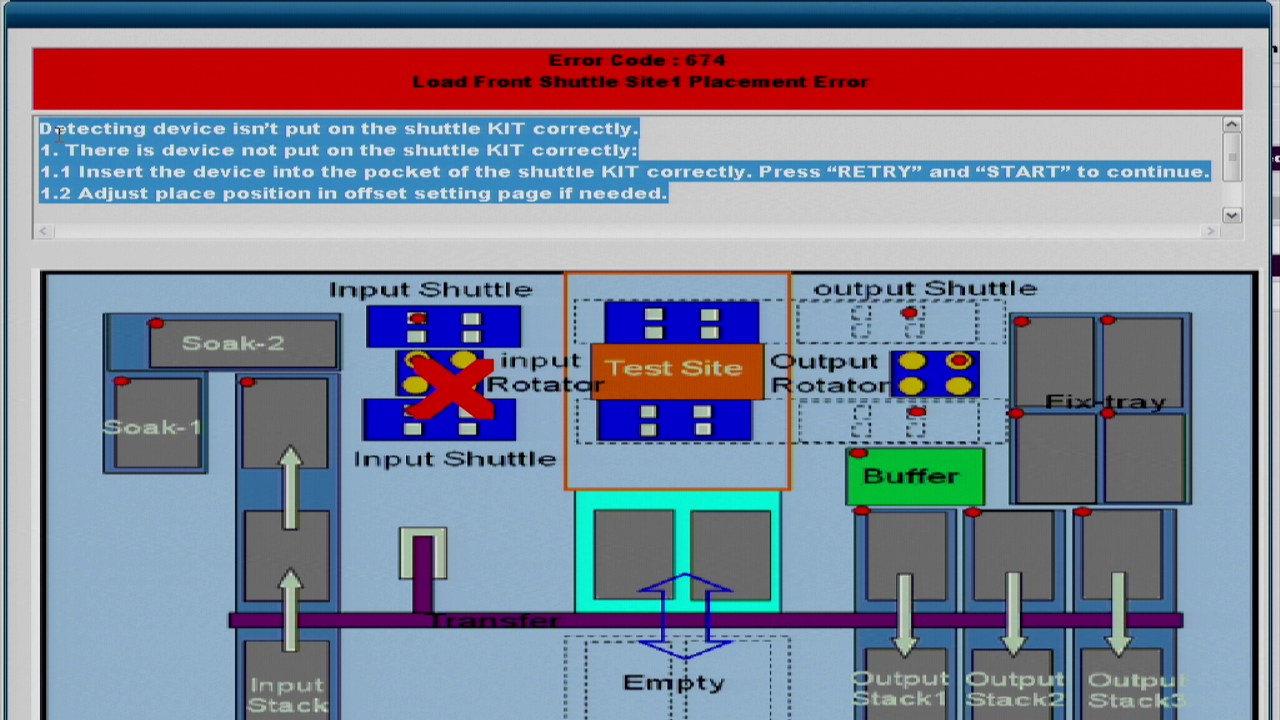 Error Code : 674
Load Front Shuttle Site1 Placement Error
Detecting device isn't put on the shuttle KIT correctly.
1. There is device not put on the shuttle KIT correctly:
1.1 Insert the device into the pocket of the shuttle KIT correctly. Press “RETRY” and “START” to continue.
1.2 Adjust place position in offset setting page if needed.
Input Shuttle
output Shuttle
Soak-2
input
Rotator
Test Site
Output
Rotator
Fix-tray
Soak-1
Input Shuttle
Buffer
Transfer
Empty
Input
Stack
Output
Stack1
Output
Stack2
Output
Stack3